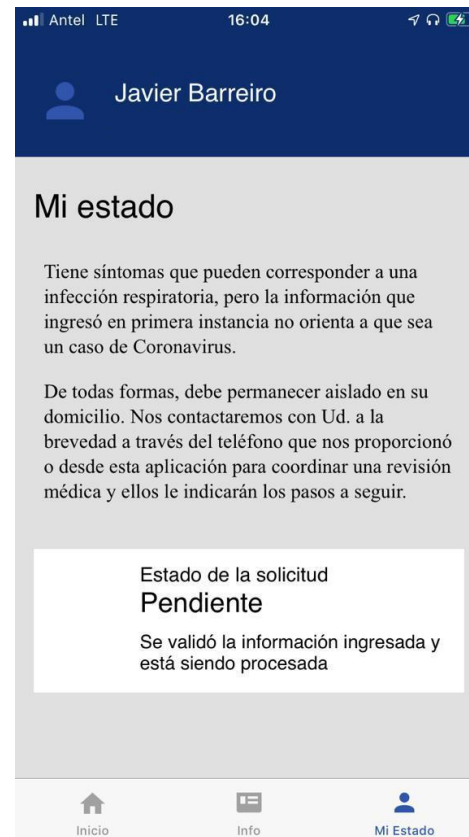 Antel LTE 16:04
Javier Barreiro
Mi estado
Tiene síntomas que pueden corresponder a una
infección respiratoria, pero la información que
ingresó en primera instancia no orienta a que sea
un caso de Coronavirus.
De todas formas, debe permanecer aislado en su
domicilio. Nos contactaremos con Ud. a la
brevedad a través del teléfono que nos proporcionó
o desde esta aplicación para coordinar una revisión
médica y ellos le indicarán los pasos a seguir.
Estado de la solicitud
Pendiente
Se validó la información ingresada y
está siendo procesada
Inicio Info Mi Estado